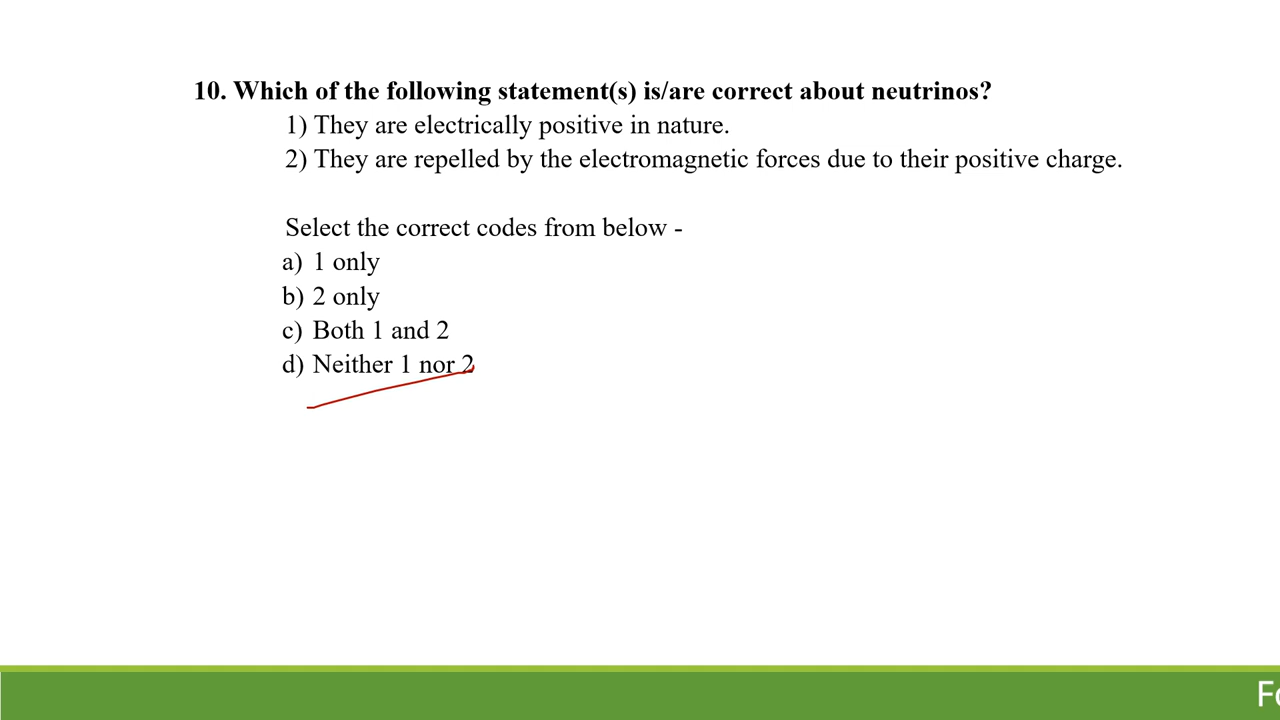 10. Which of the following statement(s) is/are correct about neutrinos?
1) They are electrically positive in nature.
2) They are repelled by the electromagnetic forces due to their positive charge.
Select the correct codes from below -
a) 1 only
b) 2 only
c) Both 1 and 2
d) Neither 1 nor 2